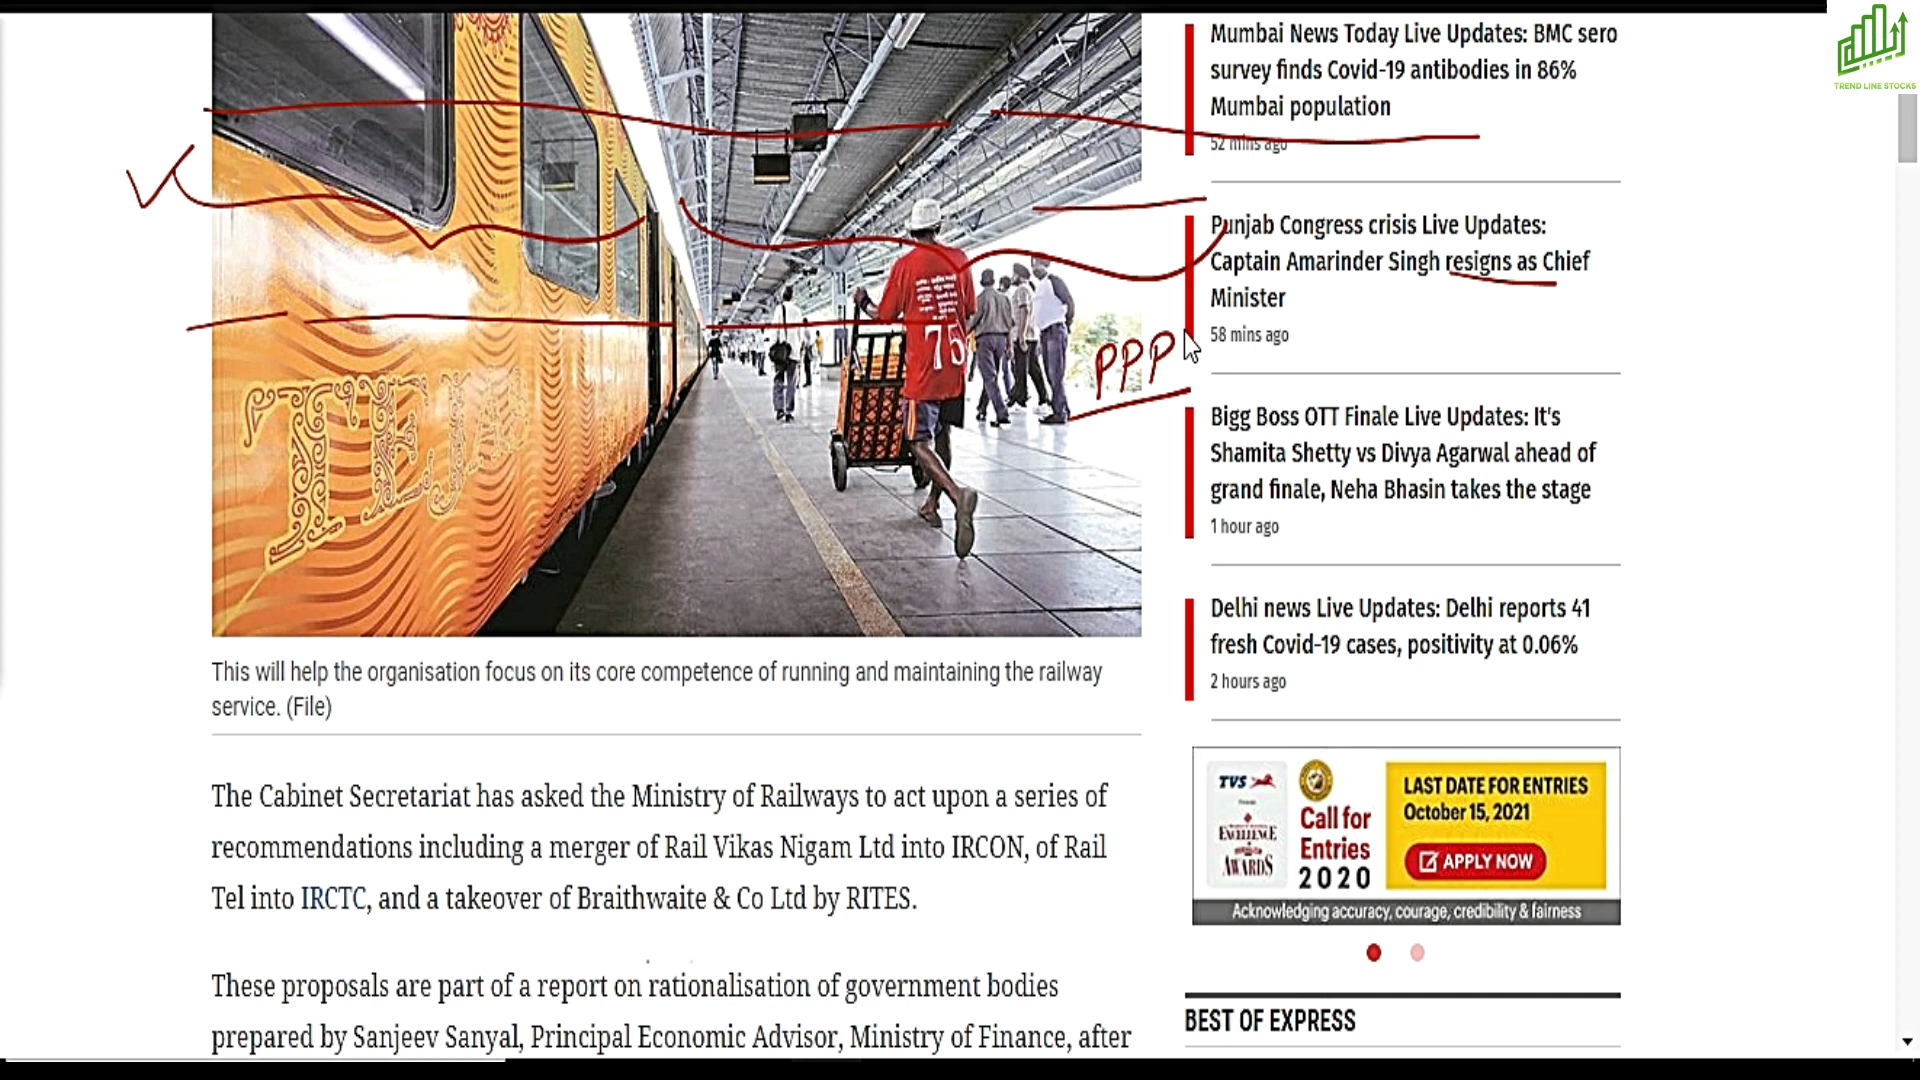 TREND LINE STOCKS
TEJAS
75
PPP
This will help the organisation focus on its core competence of running and maintaining the railway
service. (File)
The Cabinet Secretariat has asked the Ministry of Railways to act upon a series of
recommendations including a merger of Rail Vikas Nigam Ltd into IRCON, of Rail
Tel into IRCTC, and a takeover of Braithwaite & Co Ltd by RITES.
These proposals are part of a report on rationalisation of government bodies
prepared by Sanjeev Sanyal, Principal Economic Advisor, Ministry of Finance, after
Mumbai News Today Live Updates: BMC sero
survey finds Covid-19 antibodies in 86%
Mumbai population
52 mins ago
Punjab Congress crisis Live Updates:
Captain Amarinder Singh resigns as Chief
Minister
58 mins ago
Bigg Boss OTT Finale Live Updates: It's
Shamita Shetty vs Divya Agarwal ahead of
grand finale, Neha Bhasin takes the stage
1 hour ago
Delhi news Live Updates: Delhi reports 41
fresh Covid-19 cases, positivity at 0.06%
2 hours ago
TVS
EXCELLENCE
AWARDS
Call for
Entries
2020
LAST DATE FOR ENTRIES
October 15, 2021
APPLY NOW
Acknowledging accuracy, courage, credibility & fairness
BEST OF EXPRESS